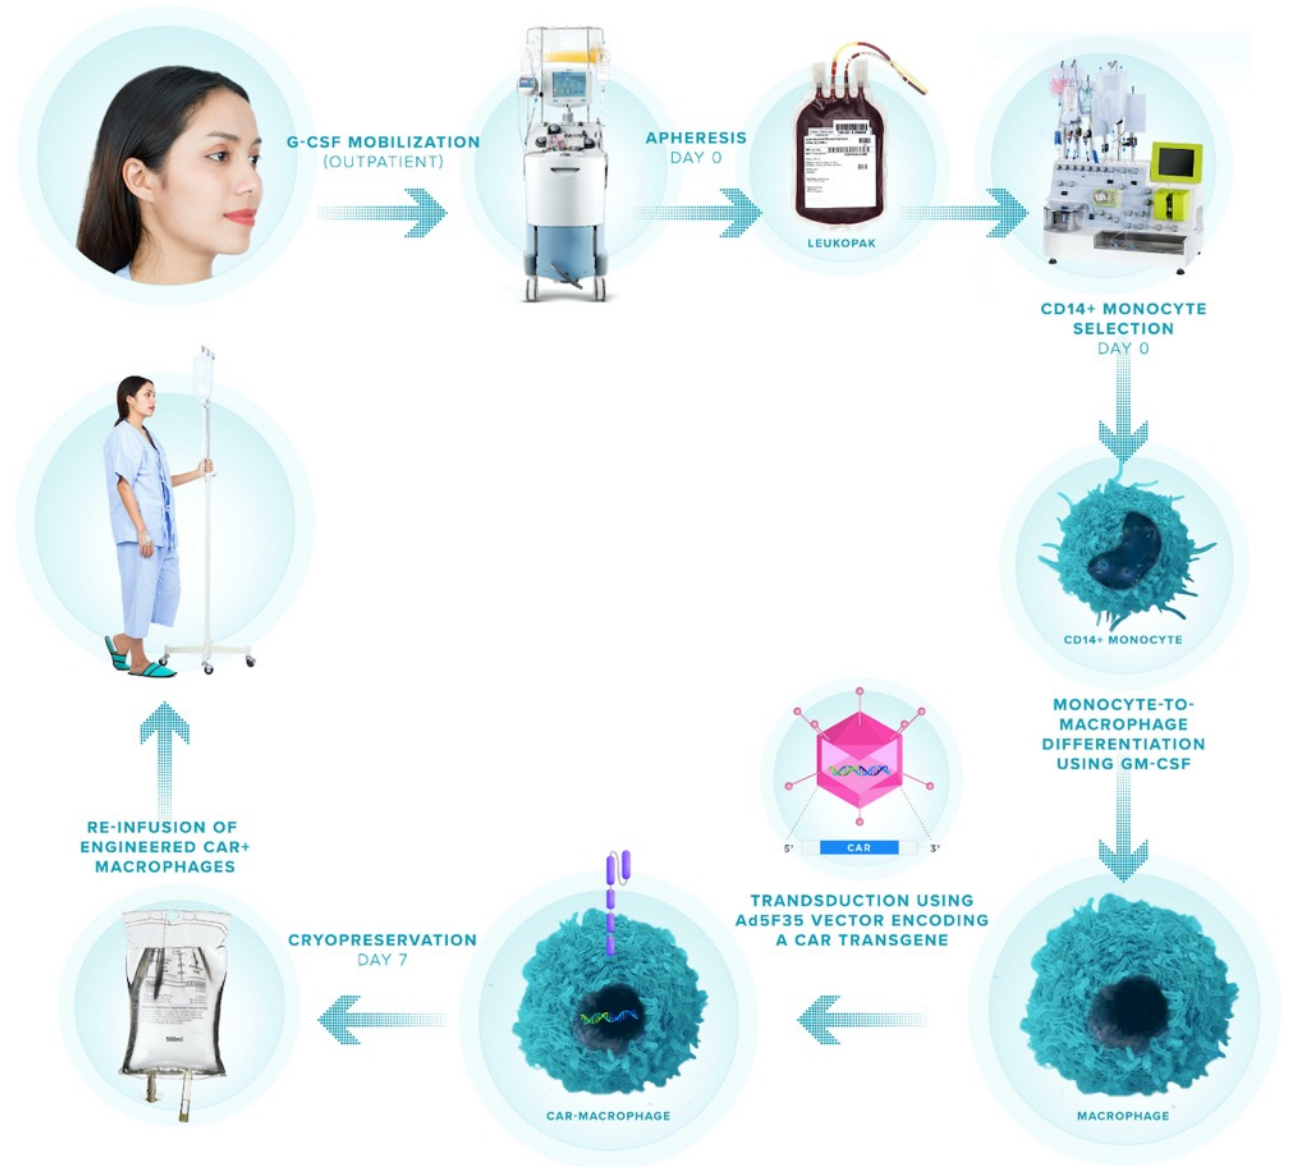 G-CSF MOBILIZATION
(OUTPATIENT)
APHERESIS
DAY 0
LEUKOPAK
CD14+ MONOCYTE
SELECTION
DAY 0
CD14+ MONOCYTE
MONOCYTE-TO-
MACROPHAGE
DIFFERENTIATION
USING GM-CSF
MACROPHAGE
5'
CAR
3'
TRANDSDUCTION USING
Ad5F35 VECTOR ENCODING
A CAR TRANSGENE
CAR-MACROPHAGE
CRYOPRESERVATION
DAY 7
500ml
RE-INFUSION OF
ENGINEERED CAR+
MACROPHAGES